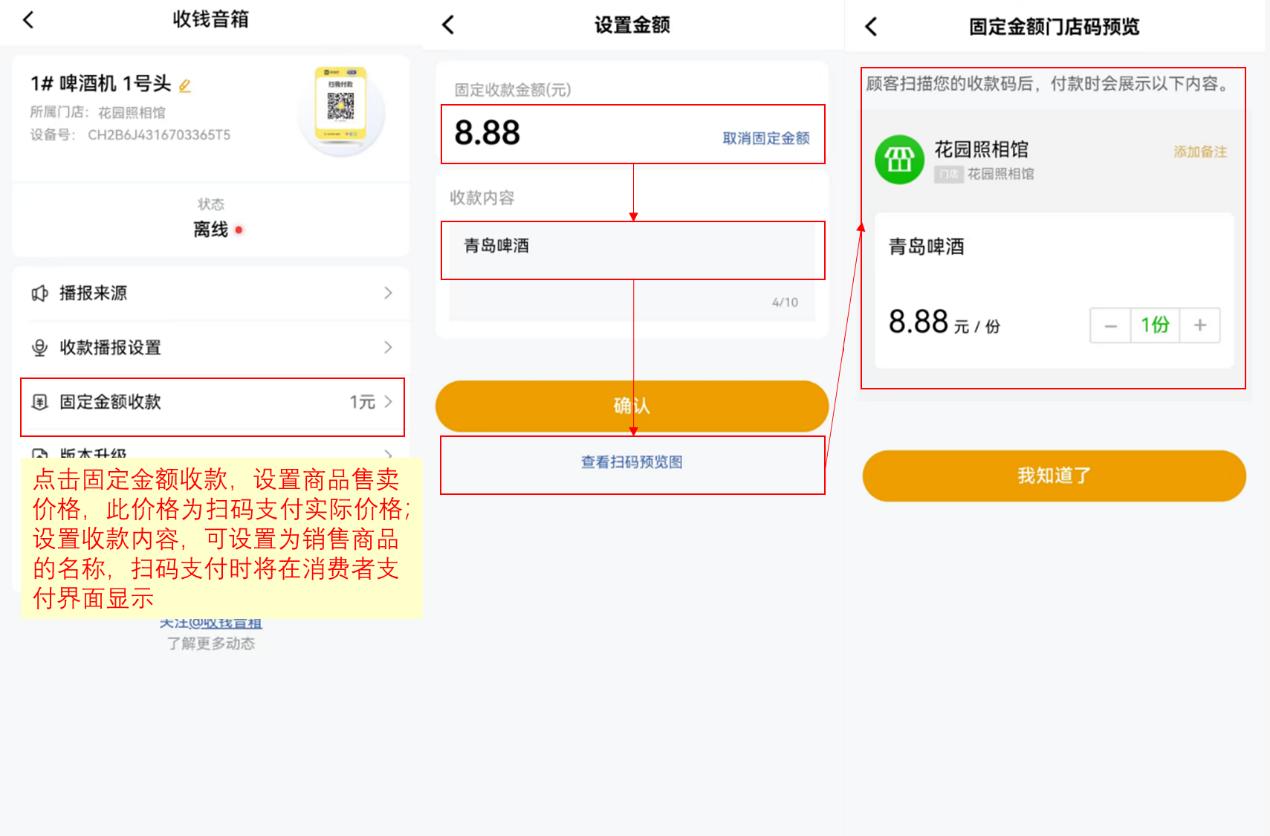 收钱音箱
1# 啤酒机 1号头
所属门店: 花园照相馆
设备号: CH2B6J4316703365T5
扫码付款
状态
离线
播报来源
收款播报设置
固定金额收款 1元
版本升级
点击固定金额收款，设置商品售卖
价格，此价格为扫码支付实际价格；
设置收款内容，可设置为销售商品
的名称，扫码支付时将在消费者支
付界面显示
关注@收钱音箱
了解更多动态
设置金额
固定收款金额(元)
8.88 取消固定金额
收款内容
青岛啤酒
4/10
确认
查看扫码预览图
固定金额门店码预览
顾客扫描您的收款码后，付款时会展示以下内容。
花园照相馆 添加备注
门店 花园照相馆
青岛啤酒
8.88 元 / 份 － 1份 ＋
我知道了